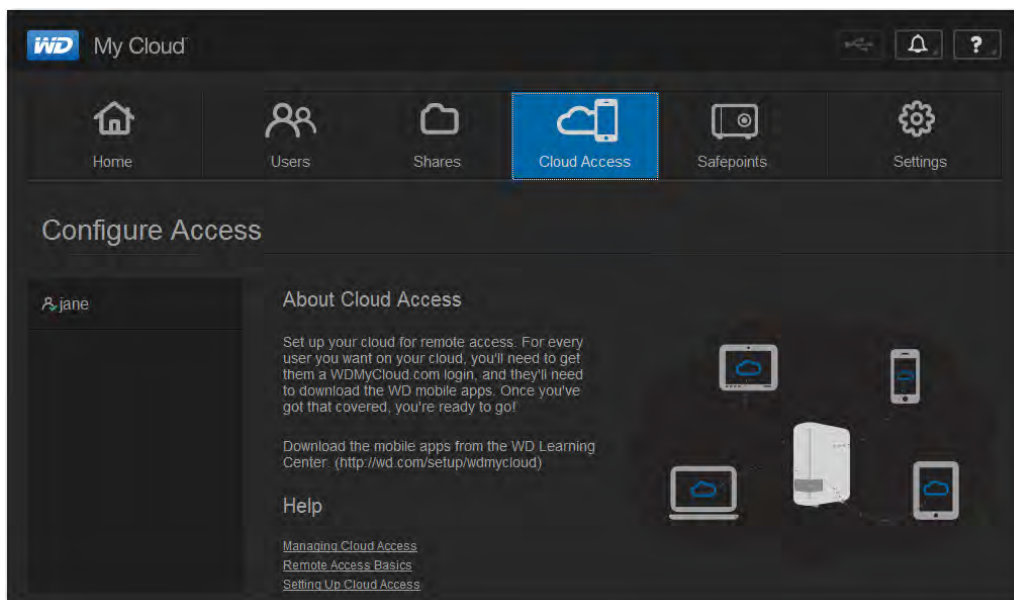 WD My Cloud
?
Home Users Shares Cloud Access Safepoints Settings
Configure Access
jane
About Cloud Access
Set up your cloud for remote access. For every
user you want on your cloud, you'll need to get
them a WDMyCloud.com login, and they'll need
to download the WD mobile apps. Once you've
got that covered, you're ready to go!
Download the mobile apps from the WD Learning
Center. (http://wd.com/setup/wdmycloud)
Help
Managing Cloud Access
Remote Access Basics
Setting Up Cloud Access